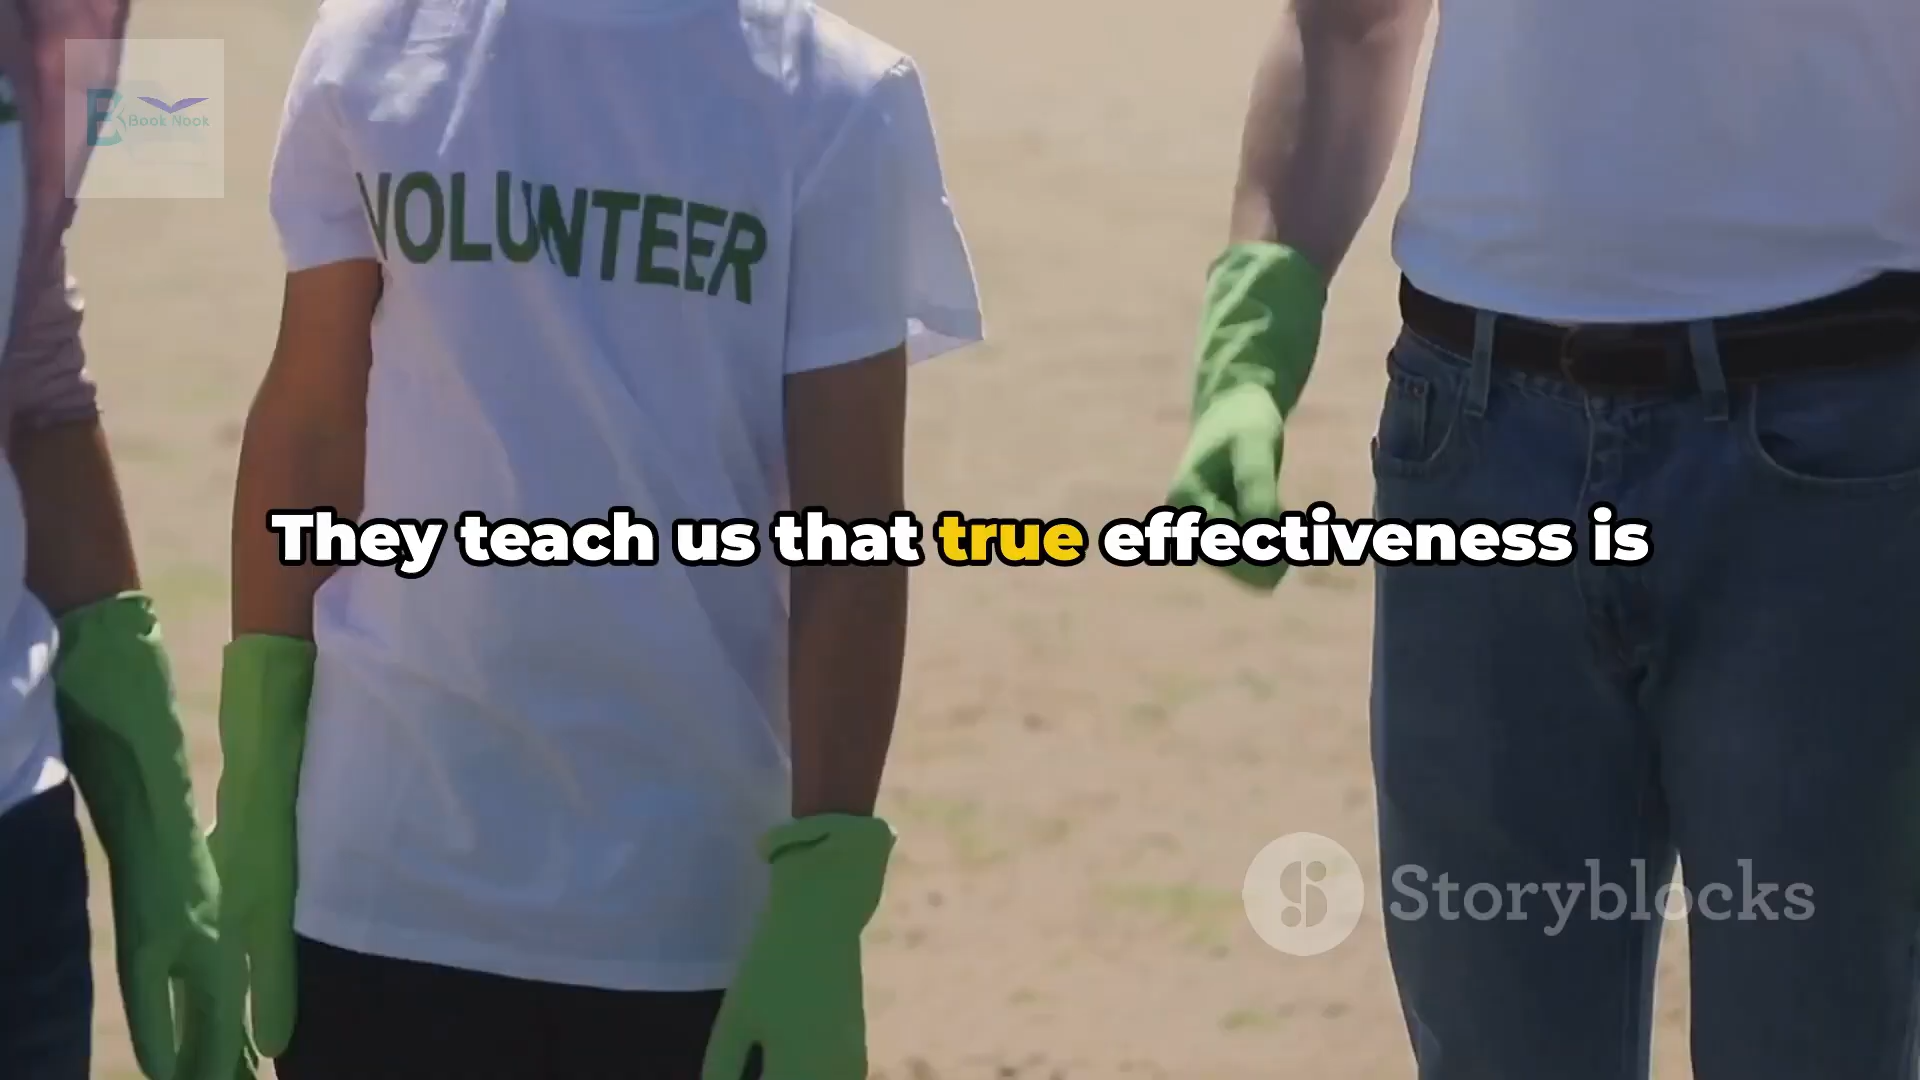 Book Nook
VOLUNTEER
They teach us that true effectiveness is
Storyblocks